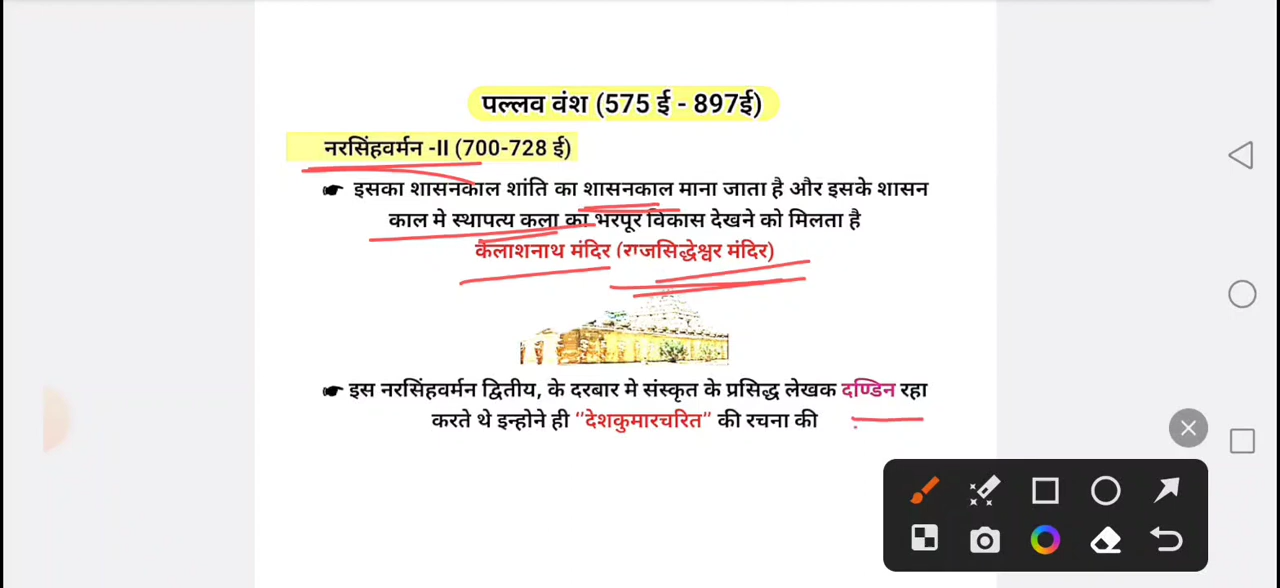 पल्लव वंश (575 ई - 897ई)
नरसिंहवर्मन -II (700-728 ई)
☛ इसका शासनकाल शांति का शासनकाल माना जाता है और इसके शासन
काल मे स्थापत्य कला का भरपूर विकास देखने को मिलता है
कैलाशनाथ मंदिर (राजसिद्धेश्वर मंदिर)
☛ इस नरसिंहवर्मन द्वितीय, के दरबार मे संस्कृत के प्रसिद्ध लेखक दण्डिन रहा
करते थे इन्होने ही ‘‘देशकुमारचरित’’ की रचना की